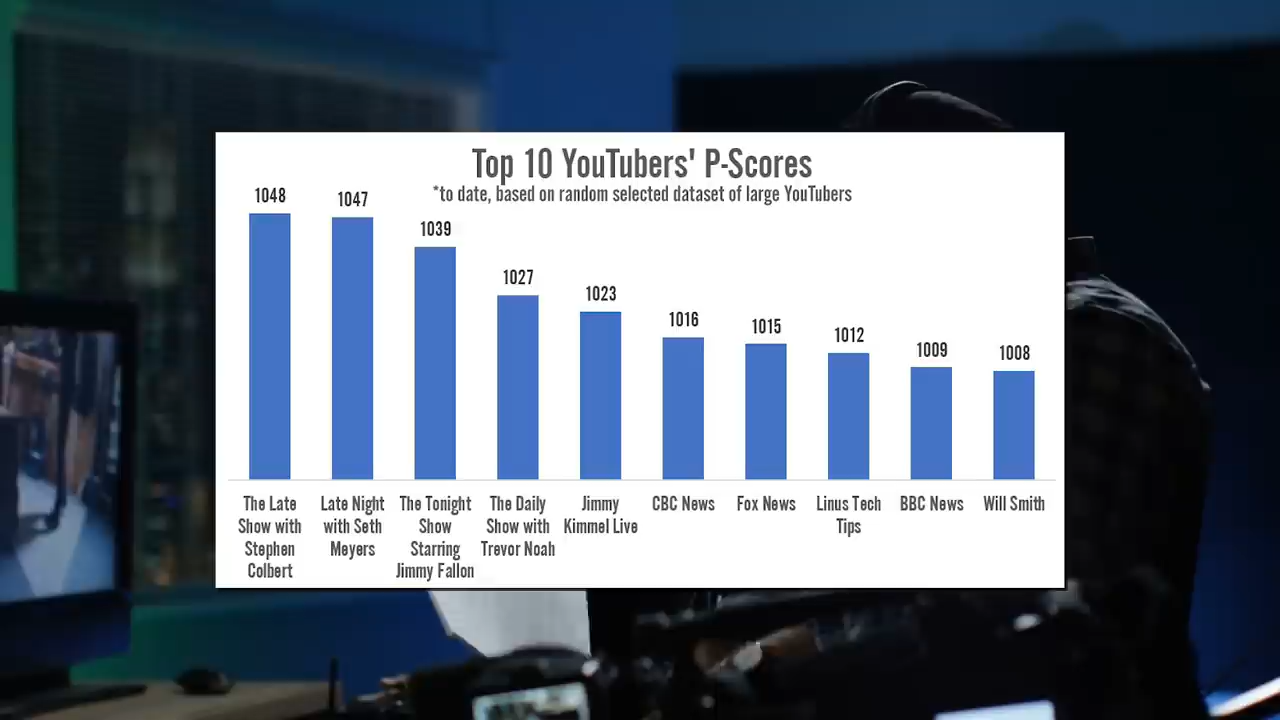 Top 10 YouTubers' P-Scores
*to date, based on random selected dataset of large YouTubers
1048
1047
1039
1027
1023
1016
1015
1012
1009
1008
The Late
Show with
Stephen
Colbert
Late Night
with Seth
Meyers
The Tonight
Show
Starring
Jimmy Fallon
The Daily
Show with
Trevor Noah
Jimmy
Kimmel Live
CBC News
Fox News
Linus Tech
Tips
BBC News
Will Smith